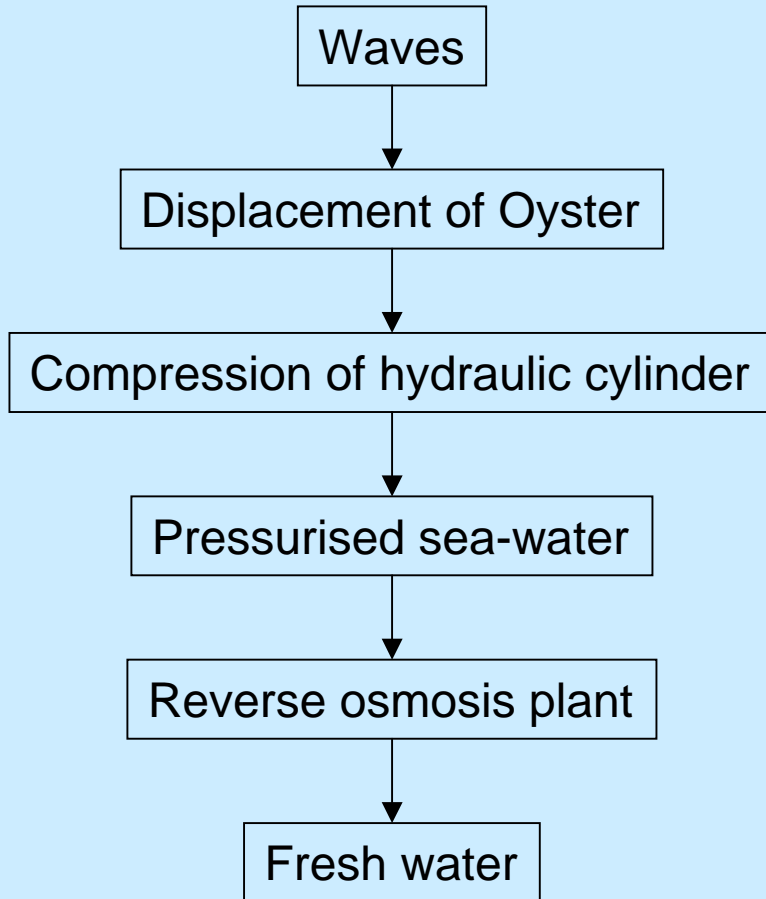 Waves
Displacement of Oyster
Compression of hydraulic cylinder
Pressurised sea-water
Reverse osmosis plant
Fresh water